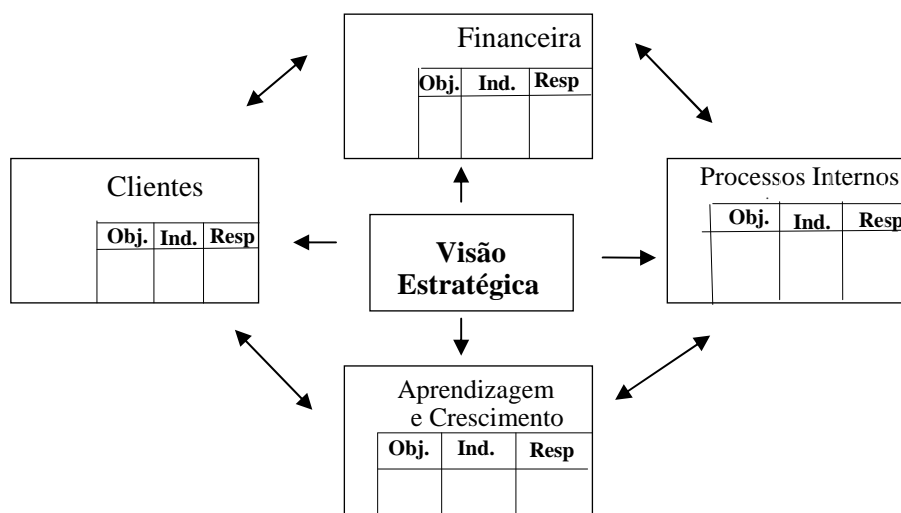 Financeira
Obj. Ind. Resp
Clientes
Obj. Ind. Resp
Processos Internos
Obj. Ind. Resp
Visão
Estratégica
Aprendizagem
e Crescimento
Obj. Ind. Resp